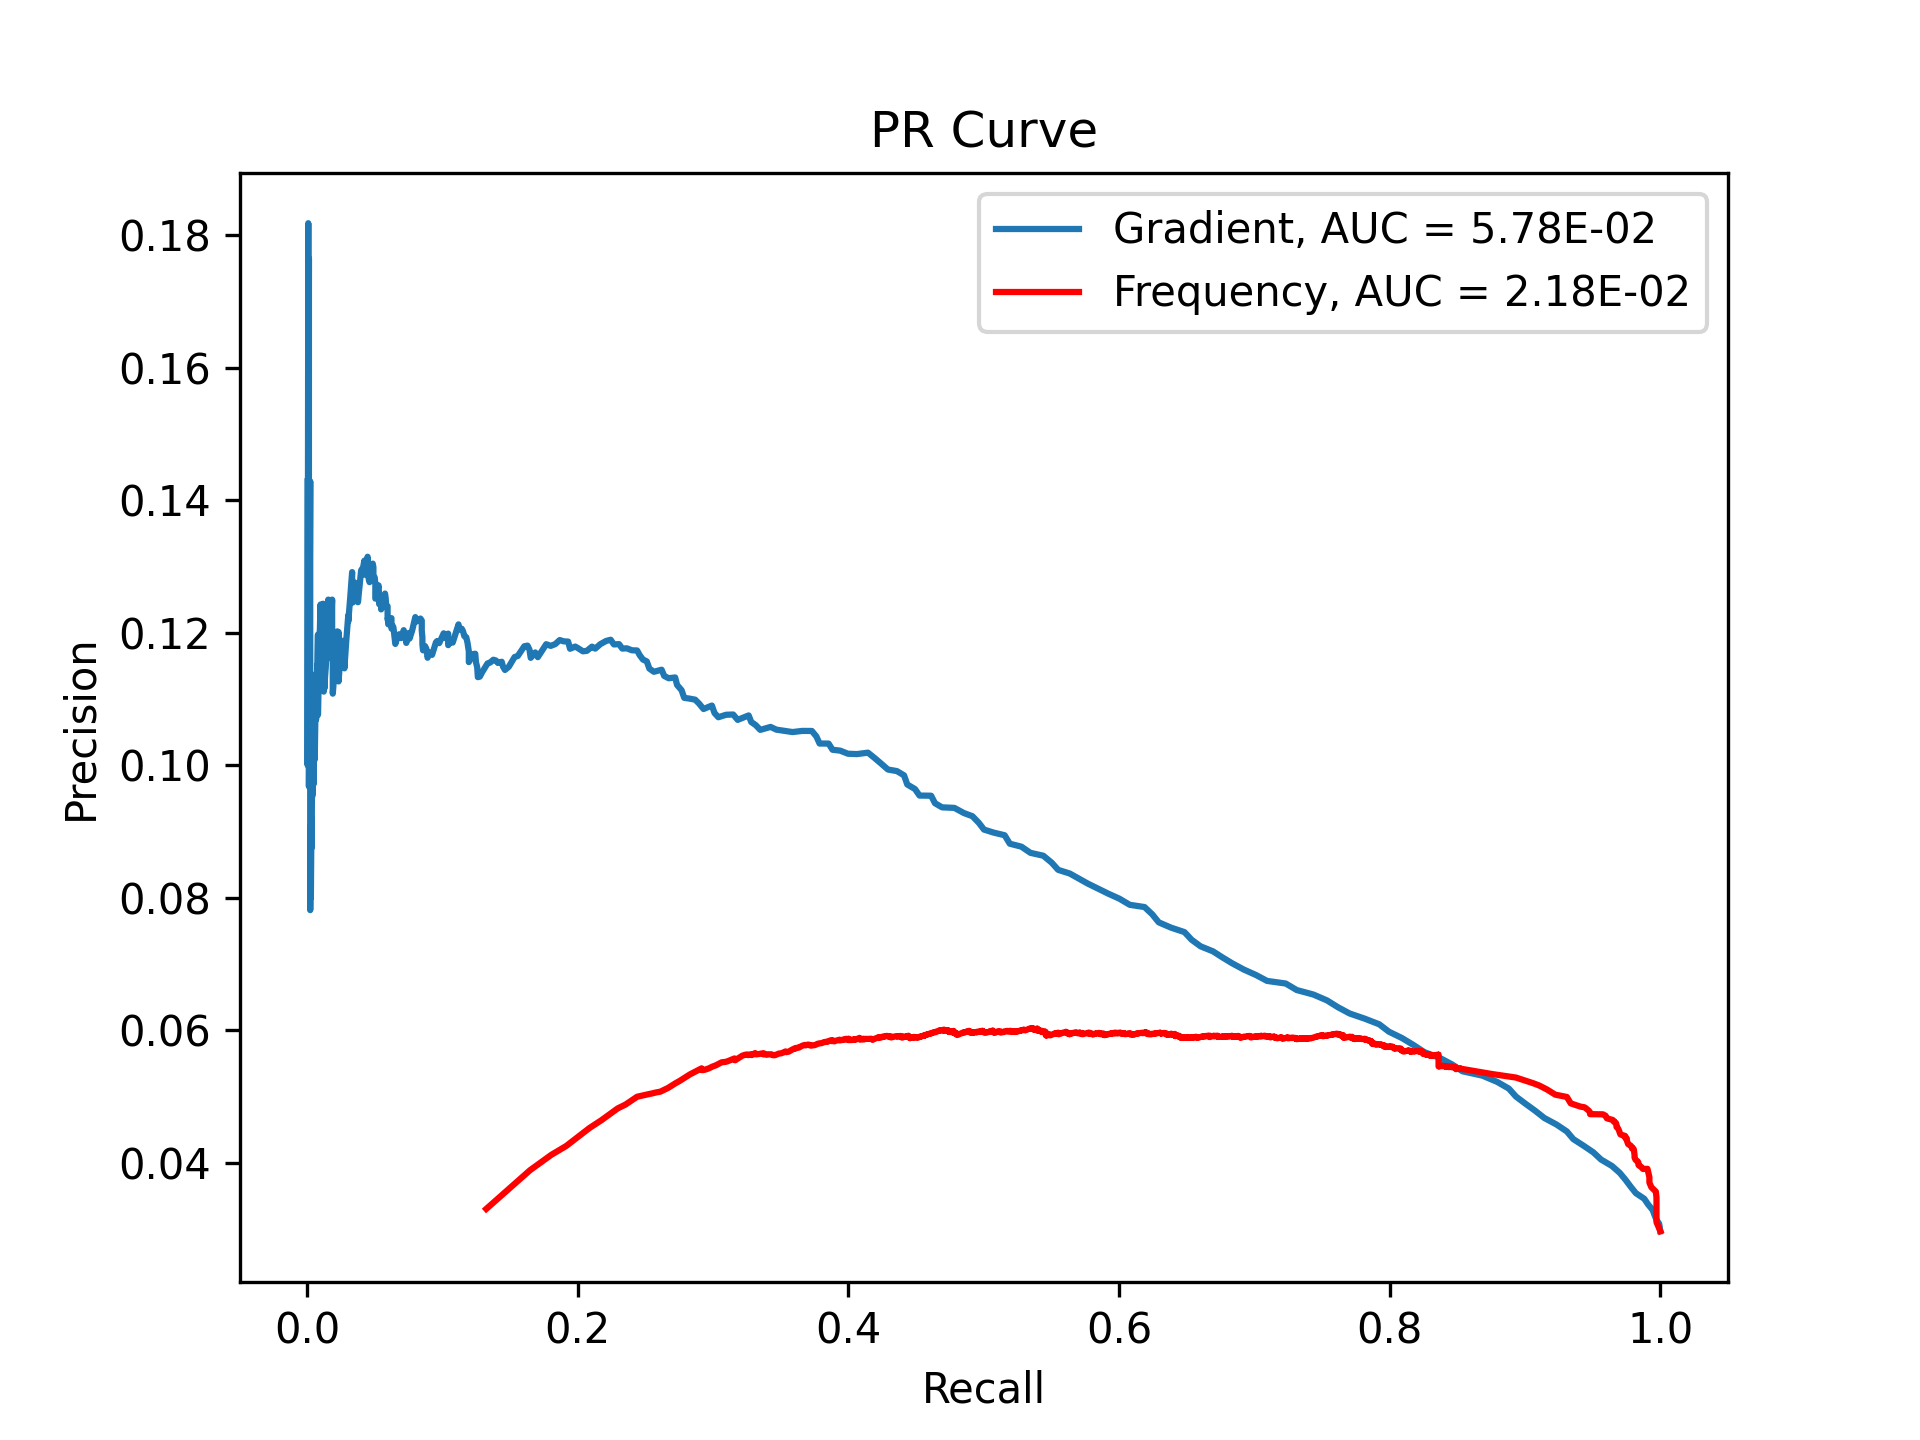 PR Curve
Gradient, AUC = 5.78E-02
Frequency, AUC = 2.18E-02
Precision
0.18
0.16
0.14
0.12
0.10
0.08
0.06
0.04
0.0 0.2 0.4 0.6 0.8 1.0
Recall